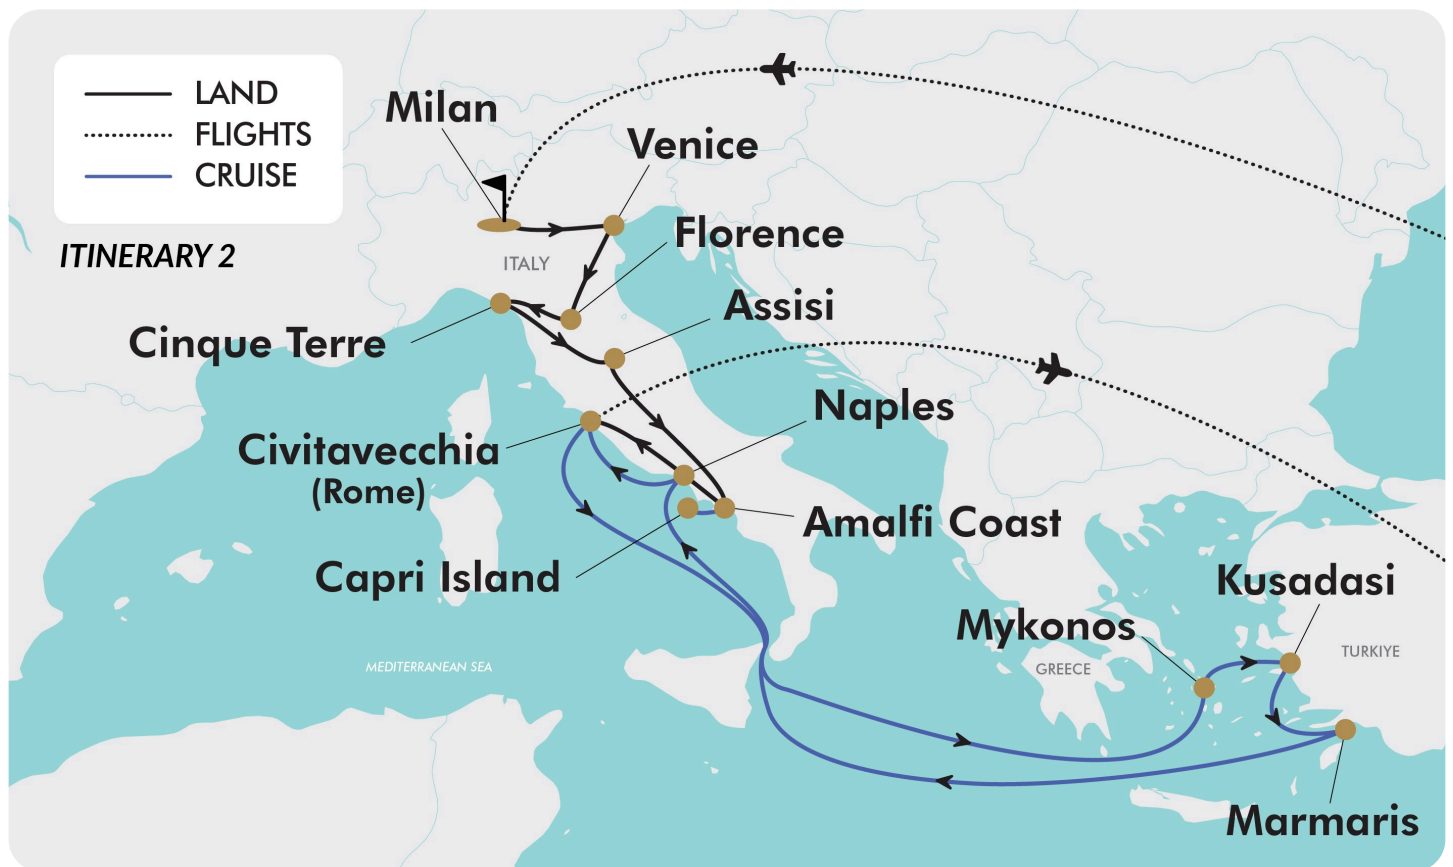 LAND
FLIGHTS
CRUISE
ITINERARY 2
Milan
Venice
Florence
ITALY
Assisi
Cinque Terre
Naples
Civitavecchia
(Rome)
Amalfi Coast
Capri Island
Kusadasi
Mykonos
TURKIYE
GREECE
MEDITERRANEAN SEA
Marmaris